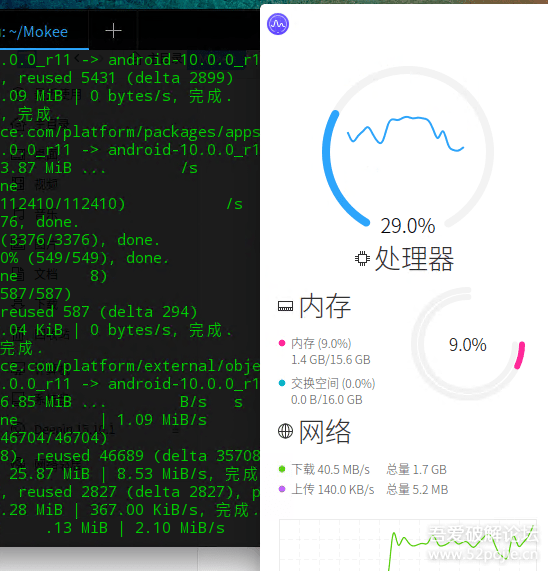 : ~/Mokee
.0.0_r11 -> android-10.0.0_r1
, reused 5431 (delta 2899)
.09 MiB | 0 bytes/s, 完成.
, 完成.
ce.com/platform/packages/apps
.0.0_r11 -> android-10.0.0_r1
3.87 MiB ... /s
ne 视频
112410/112410) /s
76, done.
(3376/3376), done.
0% (549/549), done.
ne 文档 8)
587/587)
reused 587 (delta 294)
.04 KiB | 0 bytes/s, 完成.
完成.
ce.com/platform/external/obje
.0.0_r11 -> android-10.0.0_r1
6.85 MiB ... B/s s
ne | 1.09 MiB/s
46704/46704)
8), reused 46689 (delta 35708
25.87 MiB | 8.53 MiB/s, 完成
, reused 2827 (delta 2827), p
.28 MiB | 367.00 KiB/s, 完成.
.13 MiB | 2.10 MiB/s
29.0%
处理器
内存
内存 (9.0%)
1.4 GB/15.6 GB
9.0%
交换空间 (0.0%)
0.0 B/16.0 GB
网络
下载 40.5 MB/s 总量 1.7 GB
上传 140.0 KB/s 总量 5.2 MB
吾爱破解论坛
www.52pojie.cn